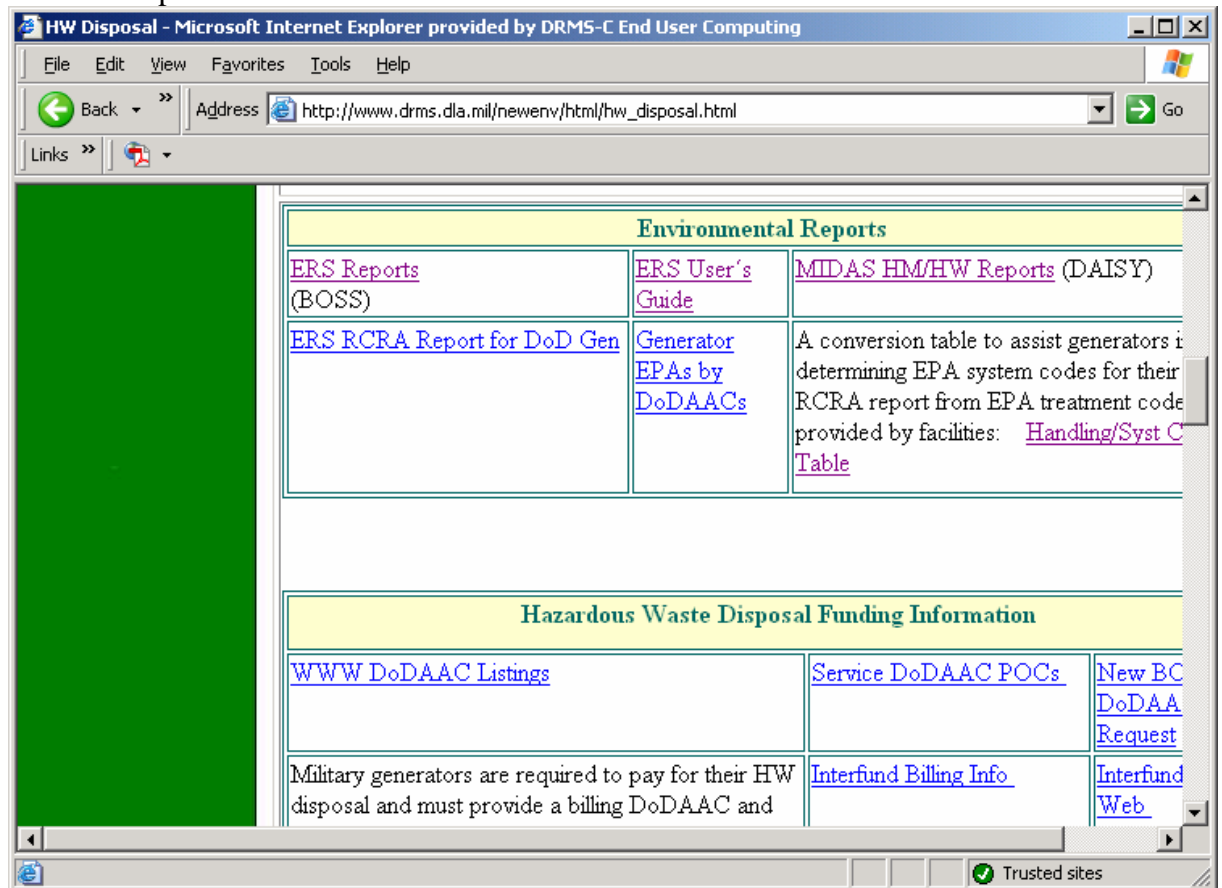 HW Disposal - Microsoft Internet Explorer provided by DRMS-C End User Computing
File Edit View Favorites Tools Help
Back » Address http://www.drms.dla.mil/newenv/html/hw_disposal.html Go
Links »
Environmental Reports
ERS Reports
(BOSS)
ERS User´s
Guide
MIDAS HM/HW Reports (DAISY)
ERS RCRA Report for DoD Gen
Generator
EPAs by
DoDAACs
A conversion table to assist generators i
determining EPA system codes for their
RCRA report from EPA treatment code
provided by facilities: Handling/Syst C
Table
Hazardous Waste Disposal Funding Information
WWW DoDAAC Listings
Service DoDAAC POCs
New BO
DoDAA
Request
Military generators are required to pay for their HW
disposal and must provide a billing DoDAAC and
Interfund Billing Info
Interfund
Web
Trusted sites